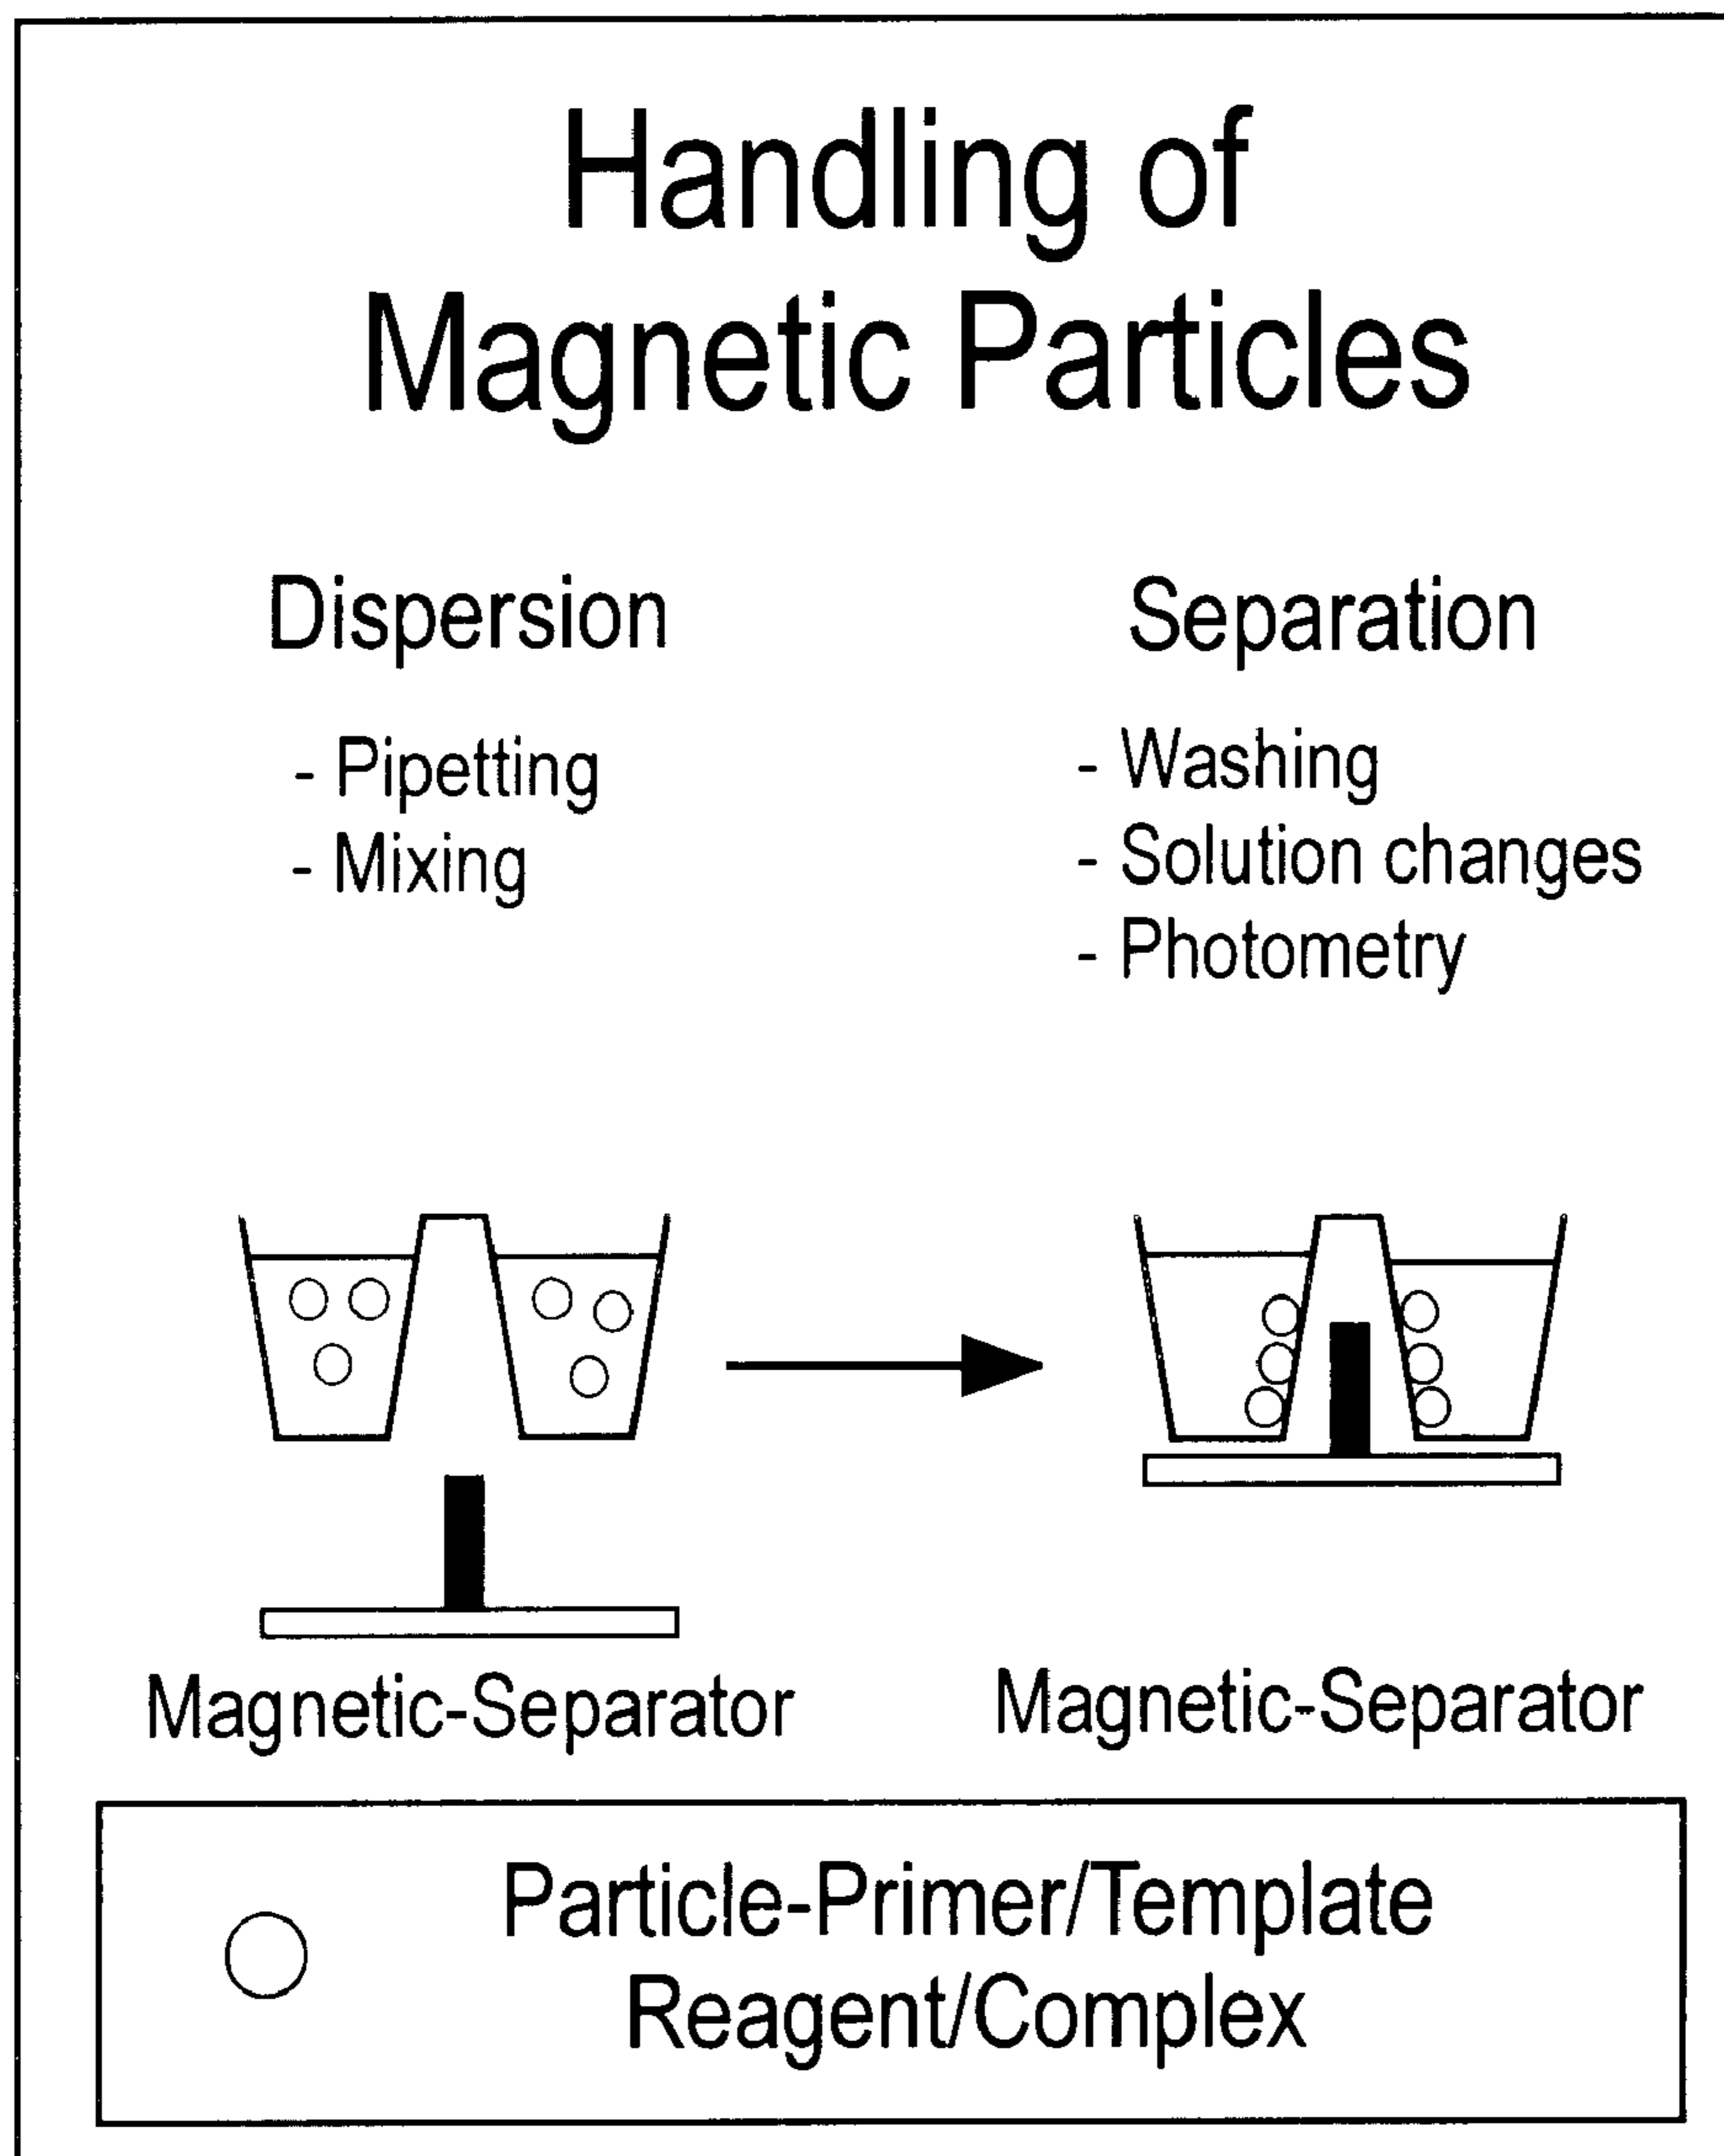 Handling of
Magnetic Particles
Dispersion
- Pipetting
- Mixing
Separation
- Washing
- Solution changes
- Photometry
Magnetic-Separator
Magnetic-Separator
Particle-Primer/Template
Reagent/Complex